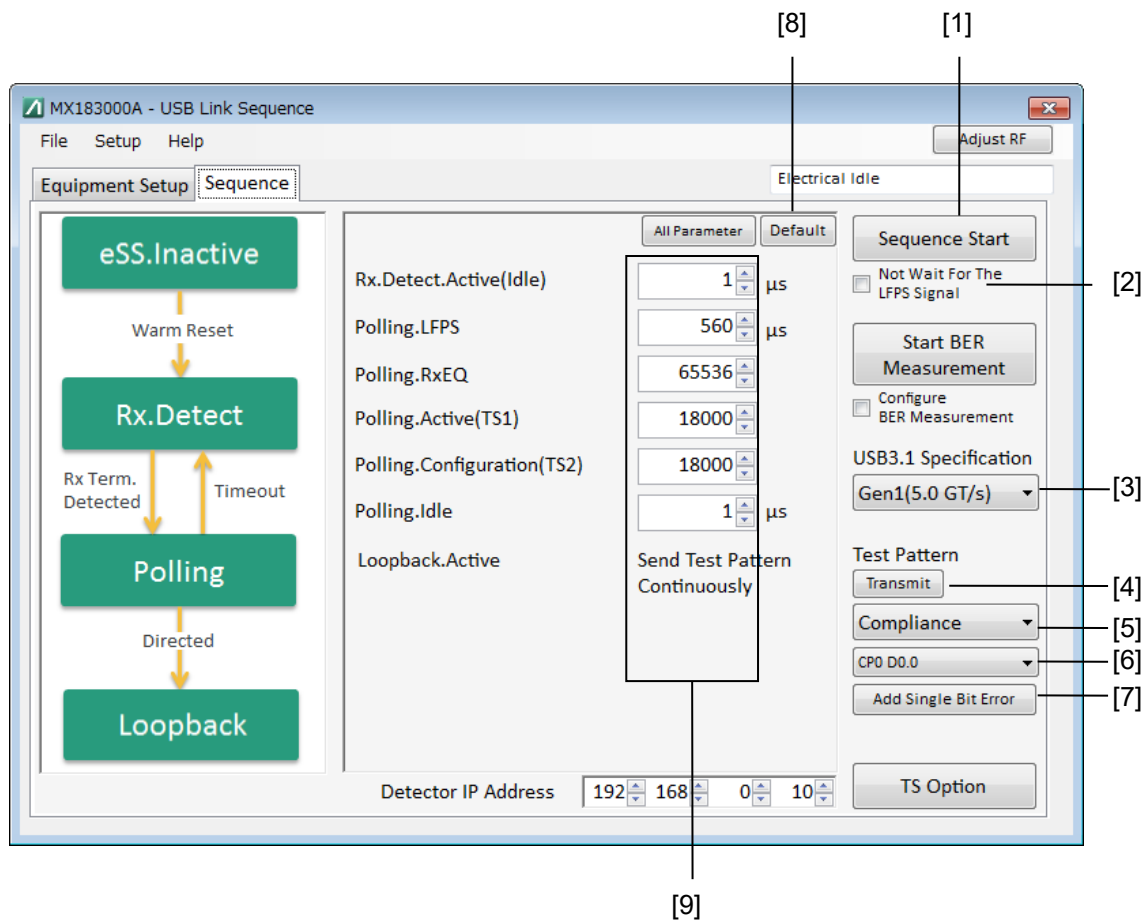 [8] [1]
MX183000A - USB Link Sequence
File Setup Help Adjust RF
Equipment Setup Sequence Electrical Idle
eSS.Inactive
Warm Reset
Rx.Detect
Rx Term.
Detected
Timeout
Polling
Directed
Loopback
All Parameter Default
Rx.Detect.Active(Idle) 1 µs
Polling.LFPS 560 µs
Polling.RxEQ 65536
Polling.Active(TS1) 18000
Polling.Configuration(TS2) 18000
Polling.Idle 1 µs
Loopback.Active Send Test Pattern
Continuously
Detector IP Address 192 168 0 10
Sequence Start
Not Wait For The
LFPS Signal
[2]
Start BER
Measurement
Configure
BER Measurement
USB3.1 Specification
Gen1(5.0 GT/s) [3]
Test Pattern
Transmit [4]
Compliance [5]
CP0 D0.0 [6]
Add Single Bit Error [7]
TS Option
[9]